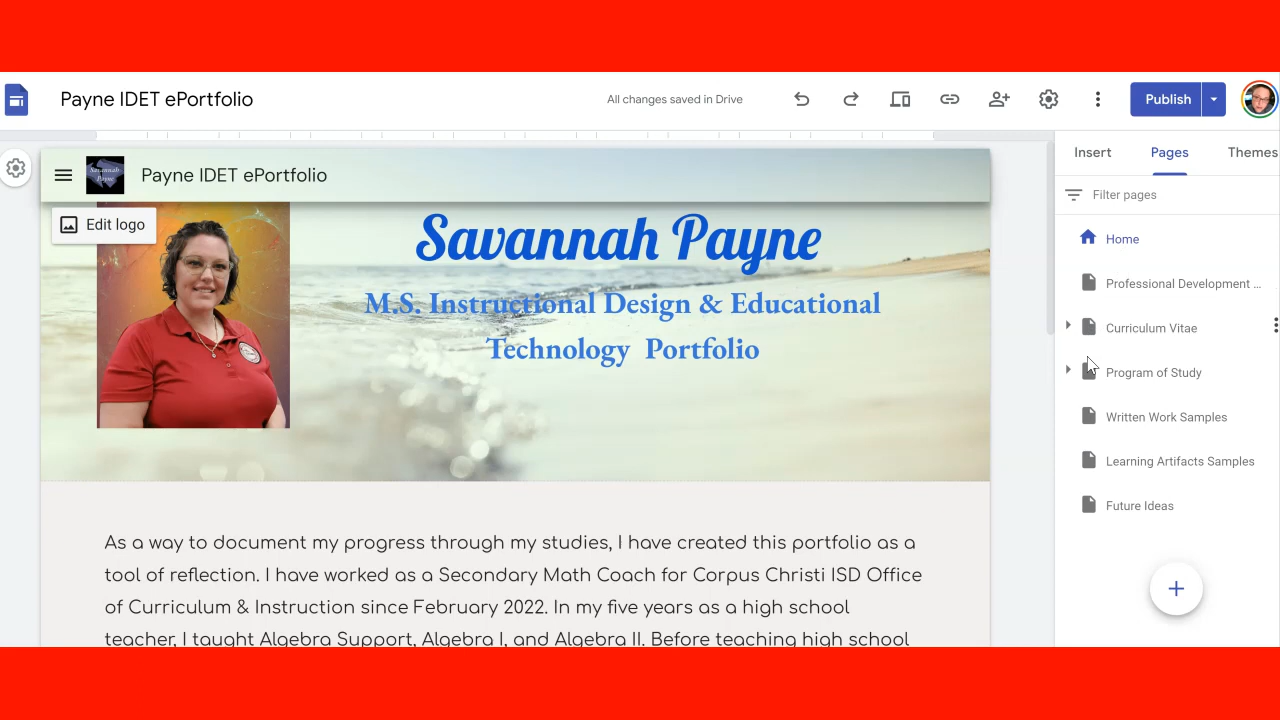 Payne IDET ePortfolio
All changes saved in Drive
Publish
Insert
Pages
Themes
Payne IDET ePortfolio
Savannah Payne
Edit logo
Savannah Payne
M.S. Instructional Design & Educational
Technology Portfolio
As a way to document my progress through my studies, I have created this portfolio as a
tool of reflection. I have worked as a Secondary Math Coach for Corpus Christi ISD Office
of Curriculum & Instruction since February 2022. In my five years as a high school
teacher, I taught Algebra Support, Algebra I, and Algebra II. Before teaching high school
Filter pages
Home
Professional Development ...
Curriculum Vitae
Program of Study
Written Work Samples
Learning Artifacts Samples
Future Ideas